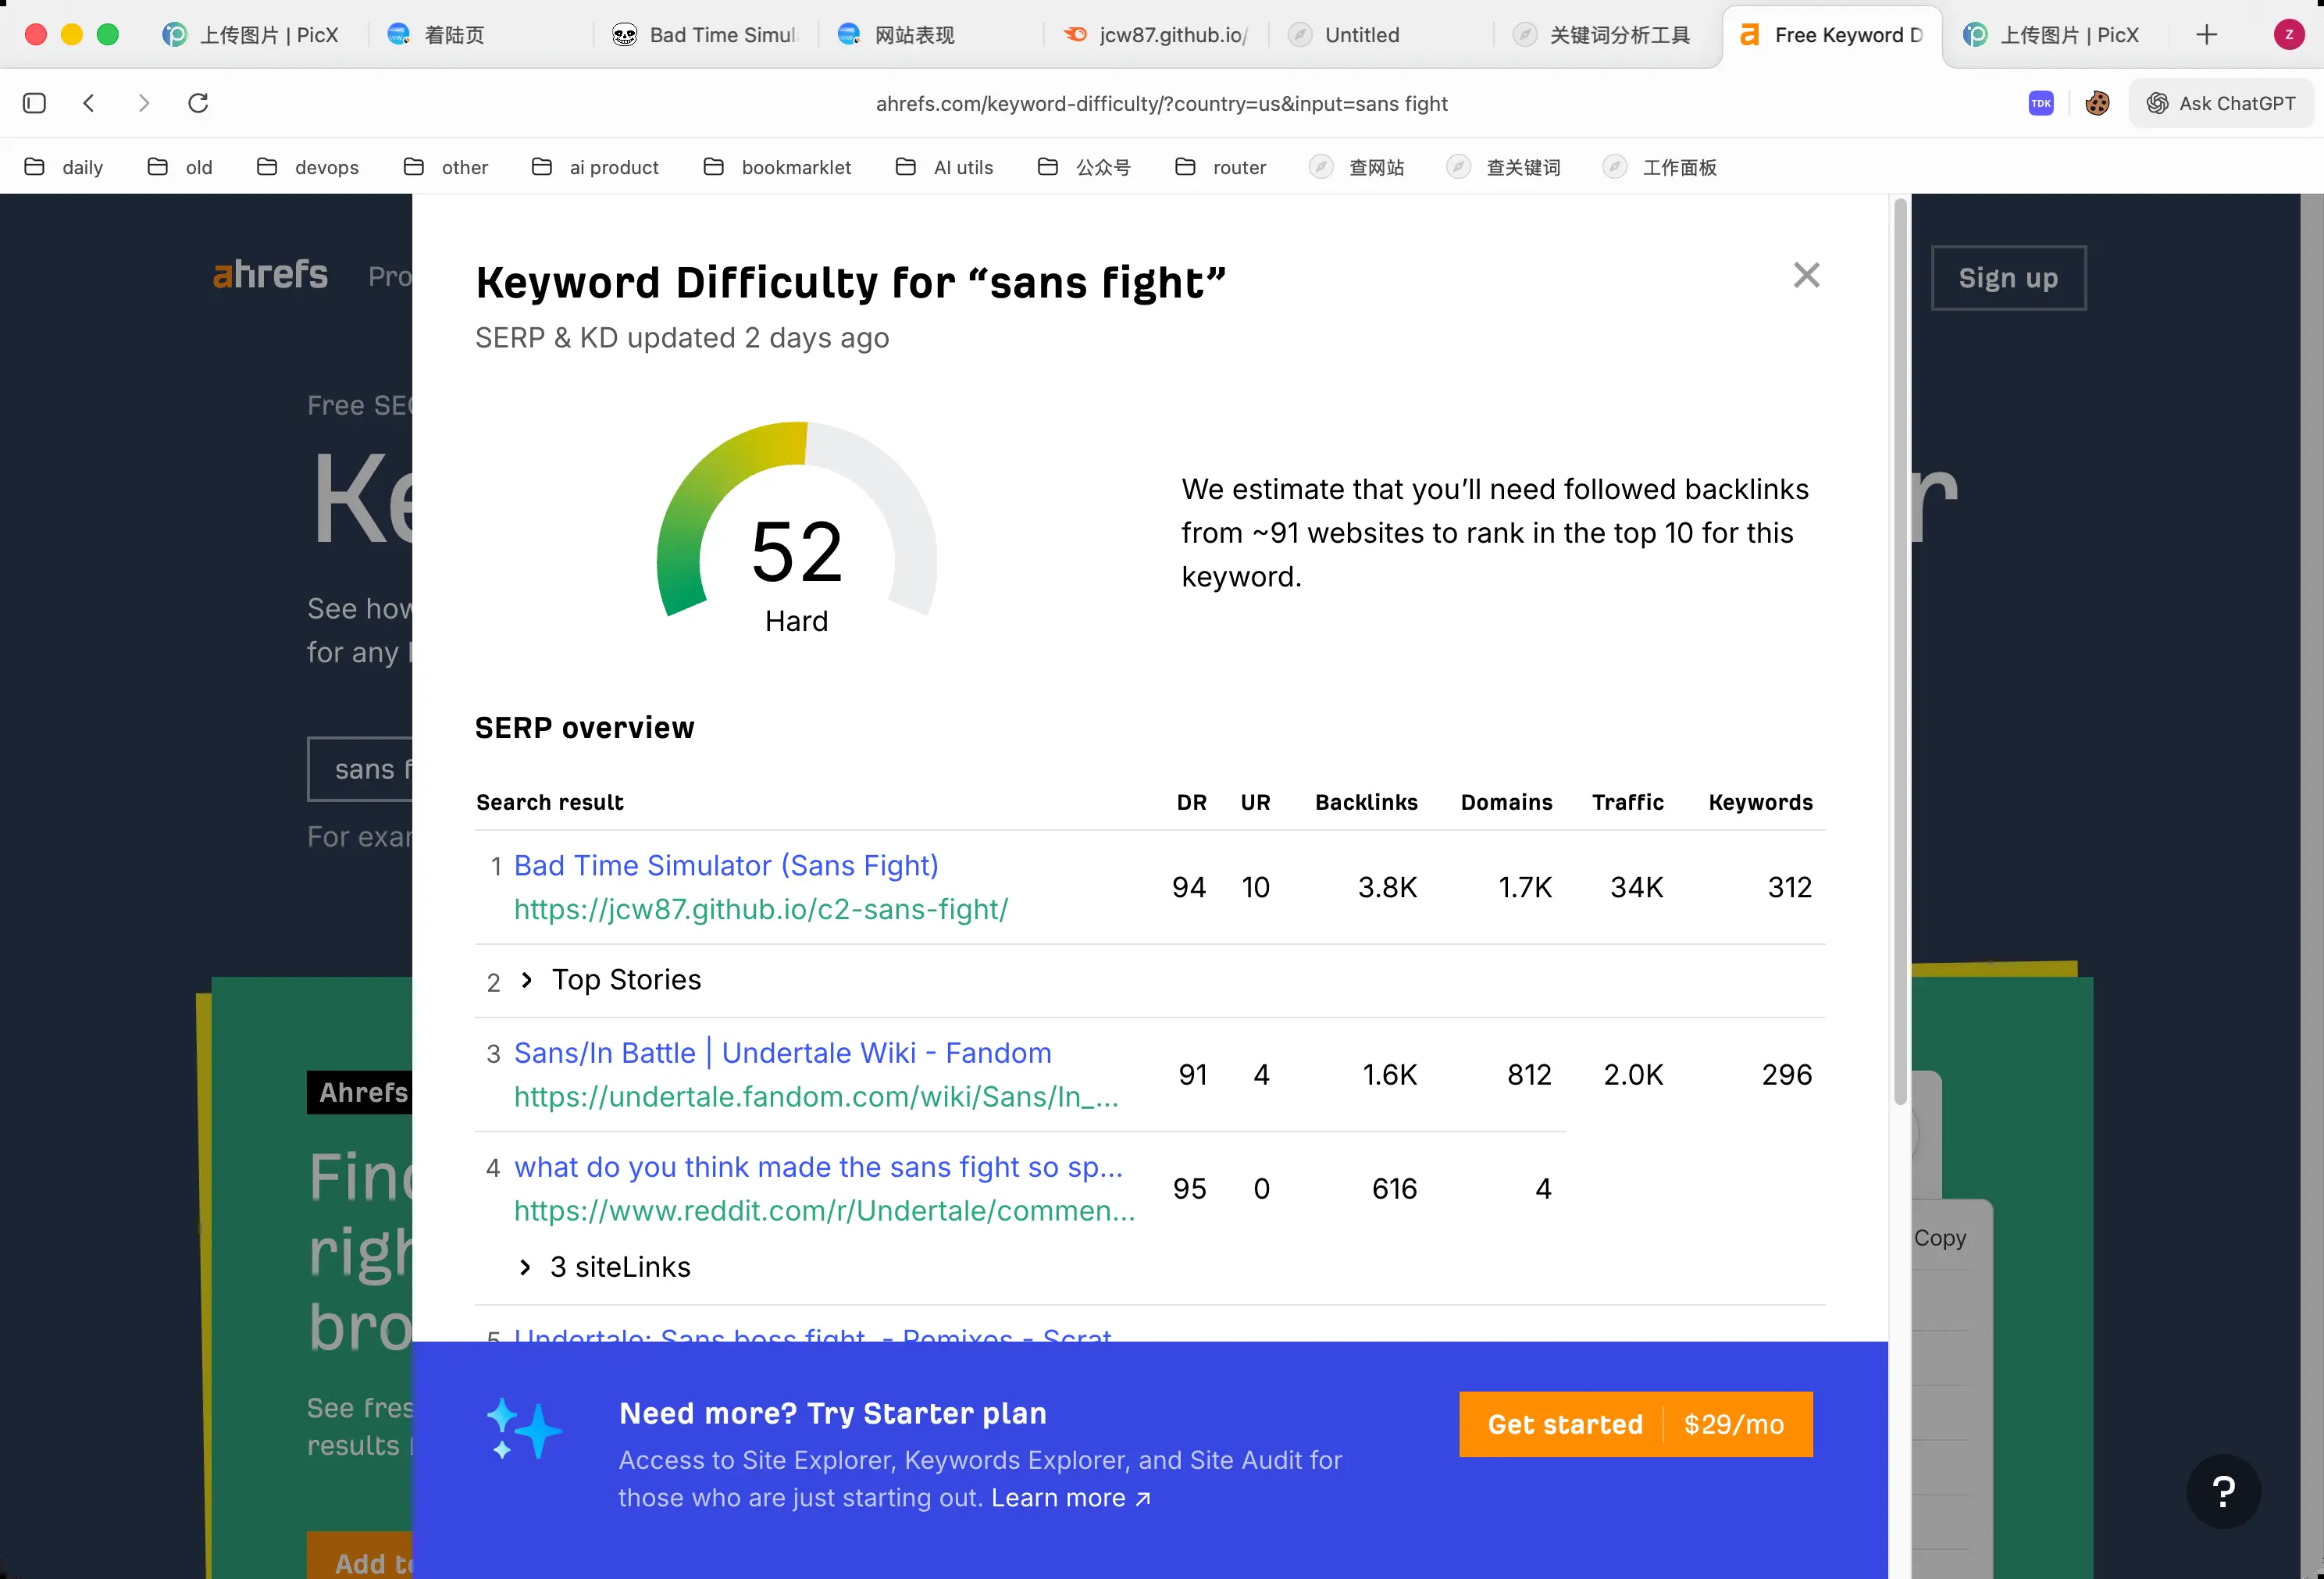 上传图片 | PicX
着陆页
Bad Time Simul
网站表现
jcw87.github.io/
Untitled
关键词分析工具
Free Keyword D
上传图片 | PicX
Z
ahrefs.com/keyword-difficulty/?country=us&input=sans fight
TDK
Ask ChatGPT
daily
old
devops
other
ai product
bookmarklet
AI utils
公众号
router
查网站
查关键词
工作面板
ahrefs
Pro
Sign up
Free SEO
Ke
r
See how
for any
sans f
For exam
Keyword Difficulty for “sans fight”
SERP & KD updated 2 days ago
52
Hard
We estimate that you’ll need followed backlinks
from ~91 websites to rank in the top 10 for this
keyword.
SERP overview
Search result DR UR Backlinks Domains Traffic Keywords
1 Bad Time Simulator (Sans Fight)
https://jcw87.github.io/c2-sans-fight/
94 10 3.8K 1.7K 34K 312
2 Top Stories
3 Sans/In Battle | Undertale Wiki - Fandom
https://undertale.fandom.com/wiki/Sans/In_...
91 4 1.6K 812 2.0K 296
4 what do you think made the sans fight so sp...
https://www.reddit.com/r/Undertale/commen...
95 0 616 4
3 siteLinks
5 Undertale: Sans boss fight. - Remixes - Scrat
Ahrefs
Find
righ
bro
See fres
results
Add to
Copy
Need more? Try Starter plan
Access to Site Explorer, Keywords Explorer, and Site Audit for
those who are just starting out. Learn more ↗
Get started $29/mo
?